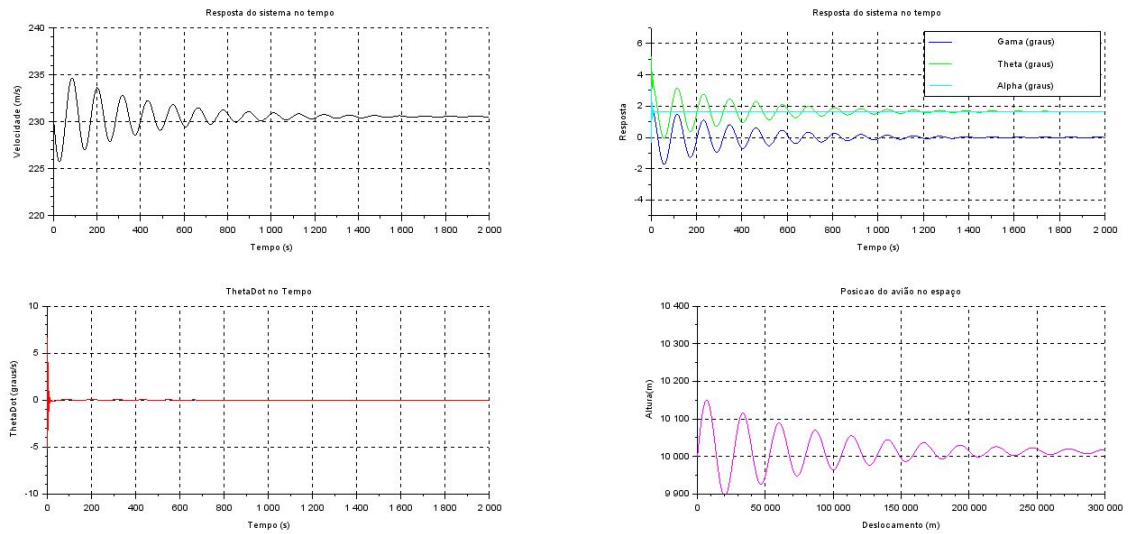 Resposta do sistema no tempo
240
235
230
225
220
Velocidade (m/s)
0 200 400 600 800 1 000 1 200 1 400 1 600 1 800 2 000
Tempo (s)
Resposta do sistema no tempo
Gama (graus)
Theta (graus)
Alpha (graus)
6
4
2
0
-2
-4
Resposta
0 200 400 600 800 1 000 1 200 1 400 1 600 1 800 2 000
Tempo (s)
ThetaDot no Tempo
10
5
0
-5
-10
ThetaDot (graus/s)
0 200 400 600 800 1 000 1 200 1 400 1 600 1 800 2 000
Tempo (s)
Posicao do avião no espaço
10 400
10 300
10 200
10 100
10 000
9 900
Altura(m)
0 50 000 100 000 150 000 200 000 250 000 300 000
Deslocamento (m)